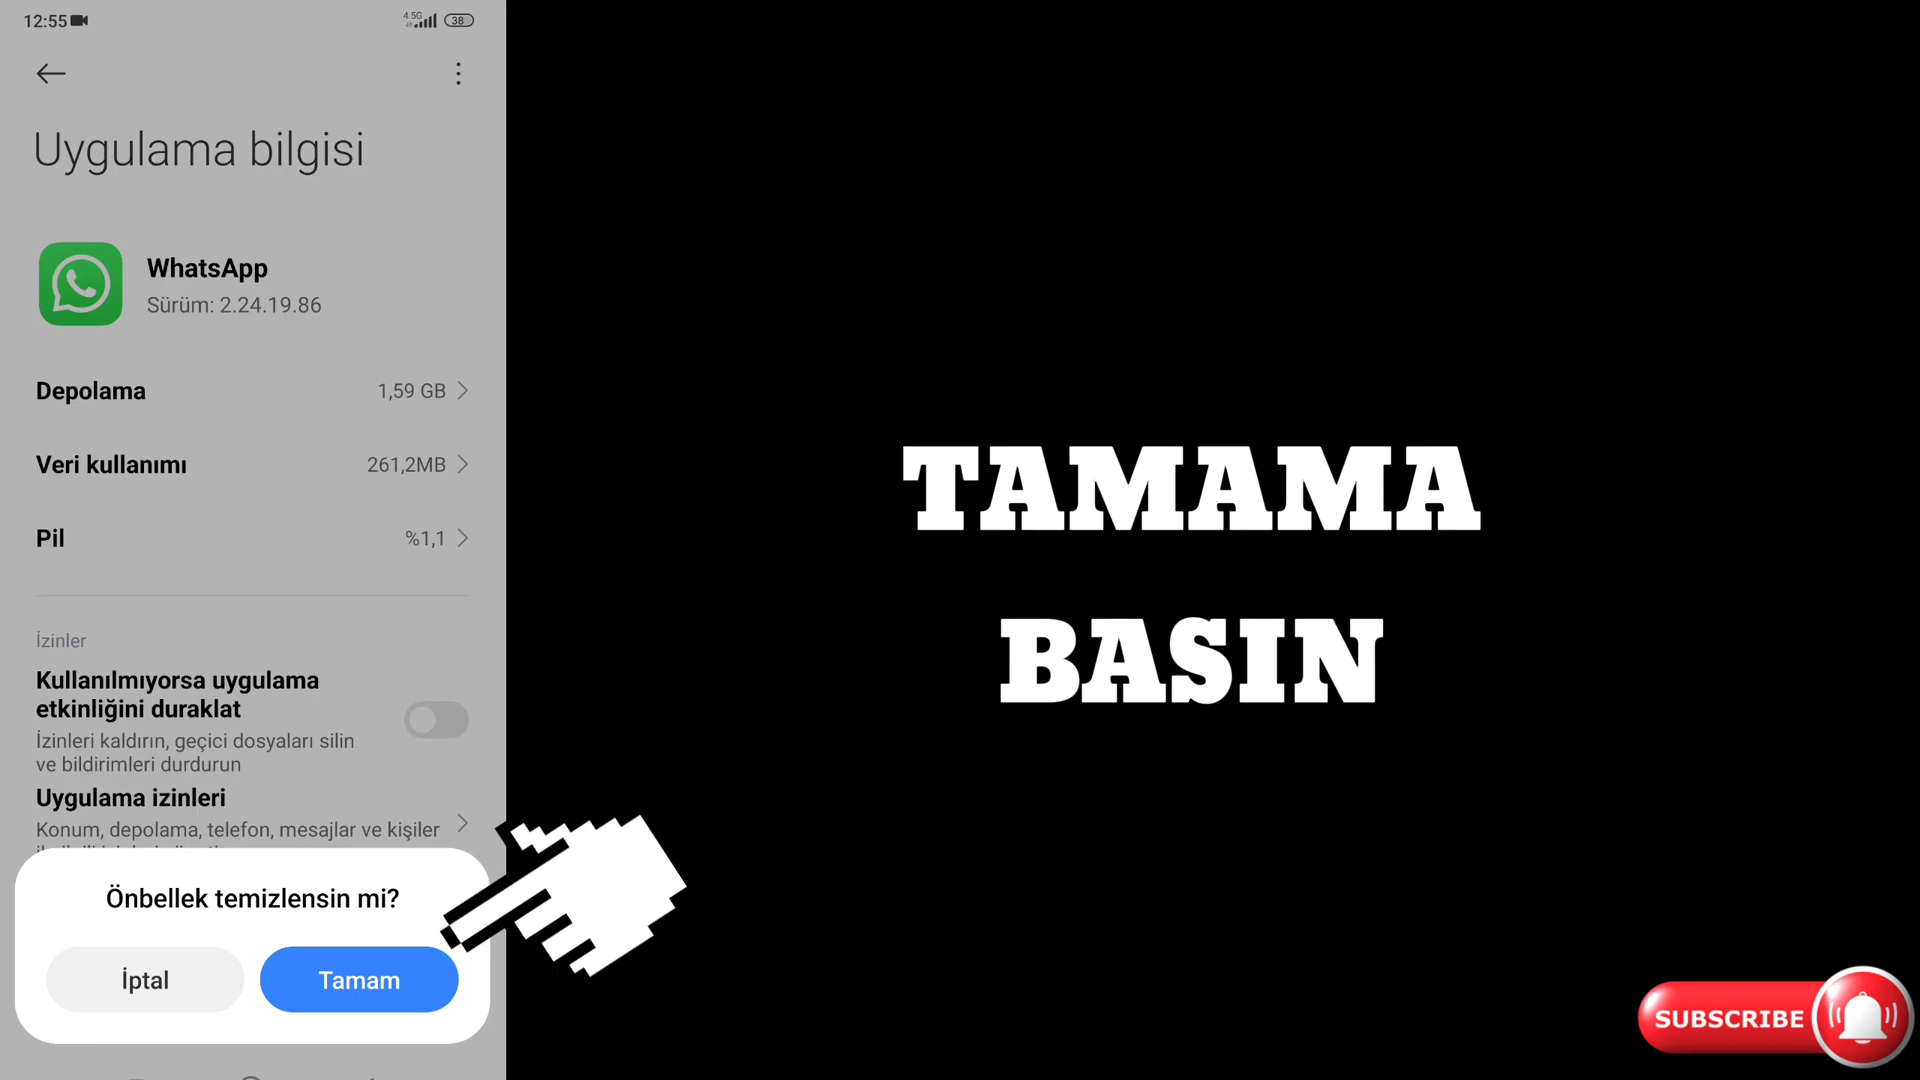 12:55
4.5G
38
Uygulama bilgisi
WhatsApp
Sürüm: 2.24.19.86
Depolama
1,59 GB
Veri kullanımı
261,2MB
Pil
%1,1
İzinler
Kullanılmıyorsa uygulama
etkinliğini duraklat
İzinleri kaldırın, geçici dosyaları silin
ve bildirimleri durdurun
Uygulama izinleri
Konum, depolama, telefon, mesajlar ve kişiler
Önbellek temizlensin mi?
İptal
Tamam
TAMAMA
BASIN
SUBSCRIBE